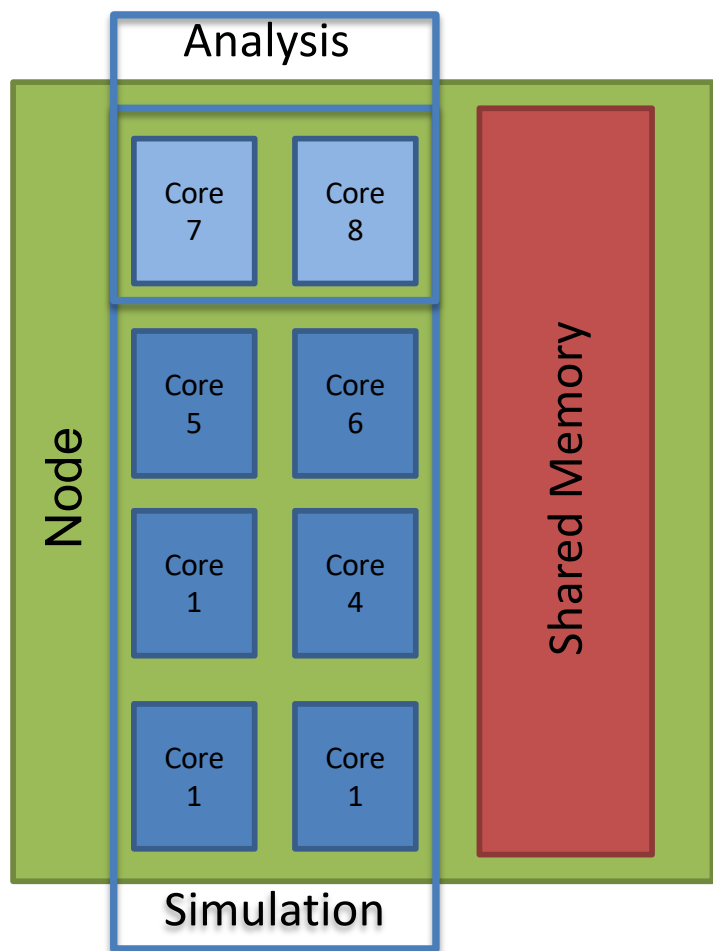 Analysis
Core
7
Core
8
Core
5
Core
6
Core
1
Core
4
Core
1
Core
1
Simulation
Node
Shared Memory